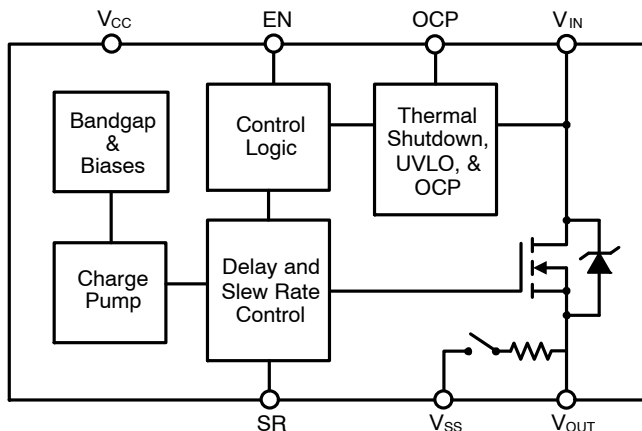 VCC
EN
OCP
VIN
Bandgap
&
Biases
Control
Logic
Thermal
Shutdown,
UVLO, &
OCP
Charge
Pump
Delay and
Slew Rate
Control
SR
VSS
VOUT